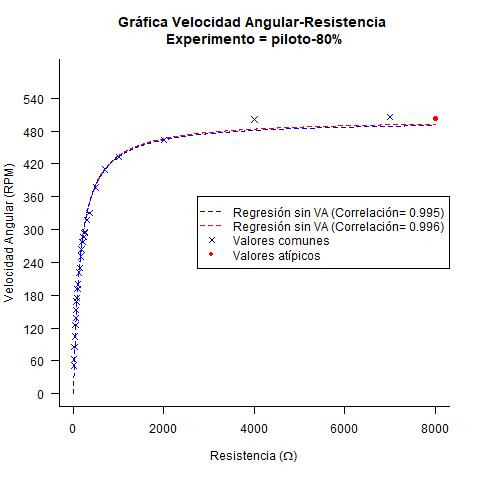 Gráfica Velocidad Angular-Resistencia
Experimento = piloto-80%
Velocidad Angular (RPM)
540
480
420
360
300
240
180
120
60
0
Regresión sin VA (Correlación= 0.995)
Regresión sin VA (Correlación= 0.996)
Valores comunes
Valores atípicos
0 2000 4000 6000 8000
Resistencia (Ω)